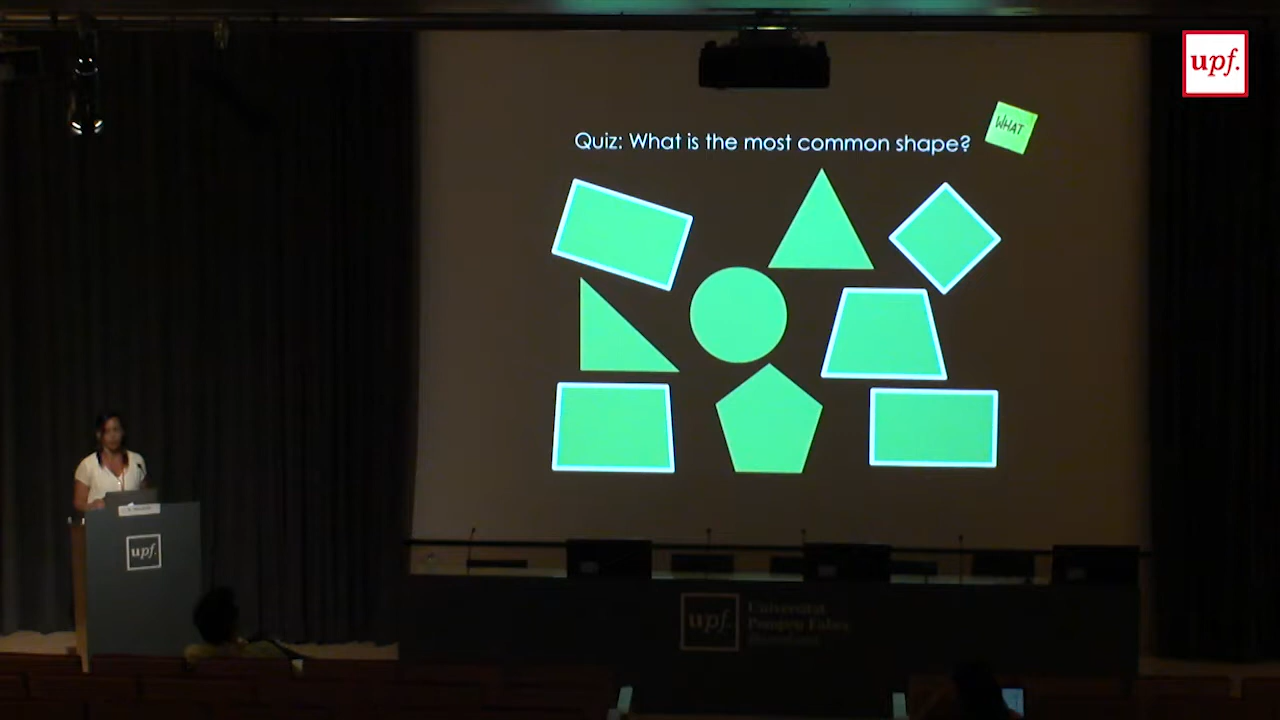 upf.
WHAT
Quiz: What is the most common shape?
upf.
upf.
Universitat
Pompeu Fabra
Barcelona